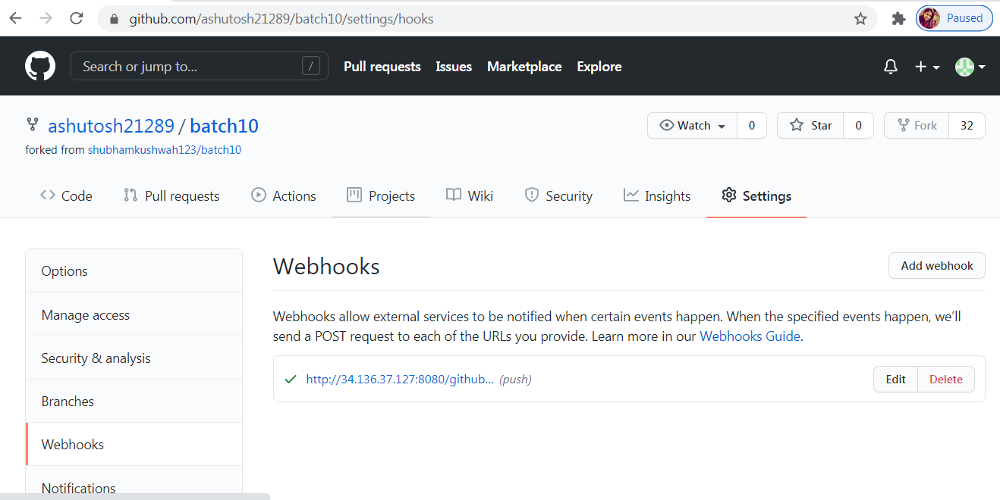 github.com/ashutosh21289/batch10/settings/hooks
Paused
Search or jump to... /
Pull requests Issues Marketplace Explore
ashutosh21289 / batch10
forked from shubhamkushwah123/batch10
Watch 0 Star 0 Fork 32
Code Pull requests Actions Projects Wiki Security Insights Settings
Options
Manage access
Security & analysis
Branches
Webhooks
Notifications
Webhooks
Add webhook
Webhooks allow external services to be notified when certain events happen. When the specified events happen, we’ll
send a POST request to each of the URLs you provide. Learn more in our Webhooks Guide.
http://34.136.37.127:8080/github... (push)
Edit Delete